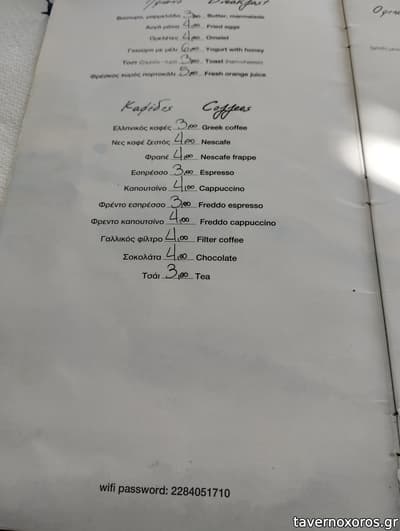 Πρωινό Breakfast
Βούτυρο, μαρμελάδα 3,00 Butter, marmelade
Αυγά μάτια 4,00 Fried eggs
Ομελέτες 4,00 Omelet
Γιαούρτι με μέλι 6,00 Yogurt with honey
Τοστ 3,00 Toast
Φρέσκος χυμός πορτοκάλι 5,00 Fresh orange juice
Καφέδες Coffees
Ελληνικός καφές 3,00 Greek coffee
Νες καφέ ζεστός 4,00 Nescafe
Φραπέ 4,00 Nescafe frappe
Εσπρέσσο 3,00 Espresso
Καπουτσίνο 4,00 Cappuccino
Φρέντο εσπρέσσο 3,00 Freddo espresso
Φρεντο καπουτσίνο 4,00 Freddo cappuccino
Γαλλικός φίλτρο 4,00 Filter coffee
Σοκολάτα 4,00 Chocolate
Τσάι 3,00 Tea
wifi password: 2284051710
tavernoxoros.gr